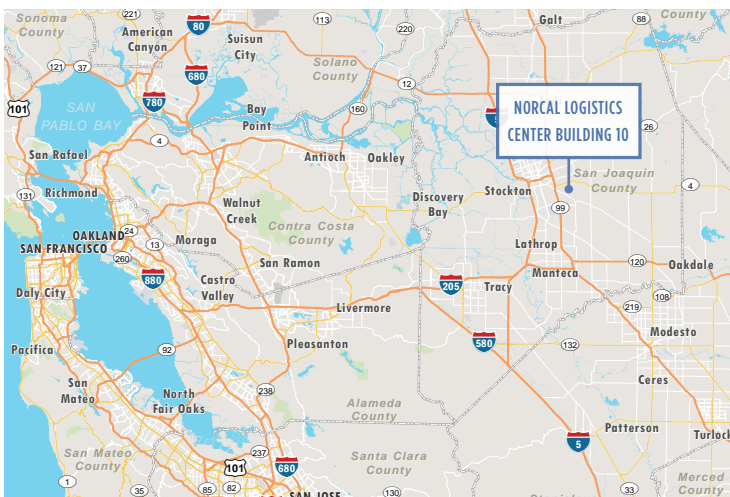 Sonoma
County
221
80
113
220
Galt
88
County
American
Canyon
Suisun
City
Solano
County
121
37
680
12
101
780
SAN
PABLO BAY
Bay
Point
160
5
NORCAL LOGISTICS
CENTER BUILDING 10
26
San Rafael
4
Antioch
Oakley
San Joaquin
County
4
Richmond
131
Walnut
Creek
Discovery
Bay
Stockton
99
24
Contra Costa
County
OAKLAND
SAN FRANCISCO
13
Moraga
Lathrop
260
San Ramon
120
Oakdale
880
Castro
Valley
205
Tracy
Manteca
Daly City
Livermore
219
108
Modesto
Pacifica
92
Pleasanton
580
132
San
Mateo
North
Fair Oaks
238
Ceres
Alameda
County
Patterson
Turlock
San Mateo
County
237
101
680
Santa Clara
County
5
Merced
County
1
35
85
82
SAN JOSE
130
33